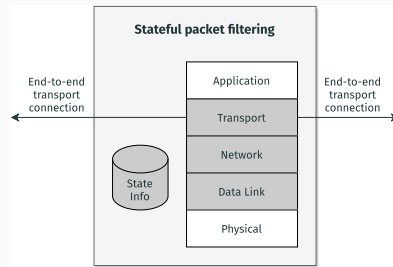 Stateful packet filtering
End-to-end
transport
connection
Application
Transport
Network
Data Link
Physical
State
Info
End-to-end
transport
connection